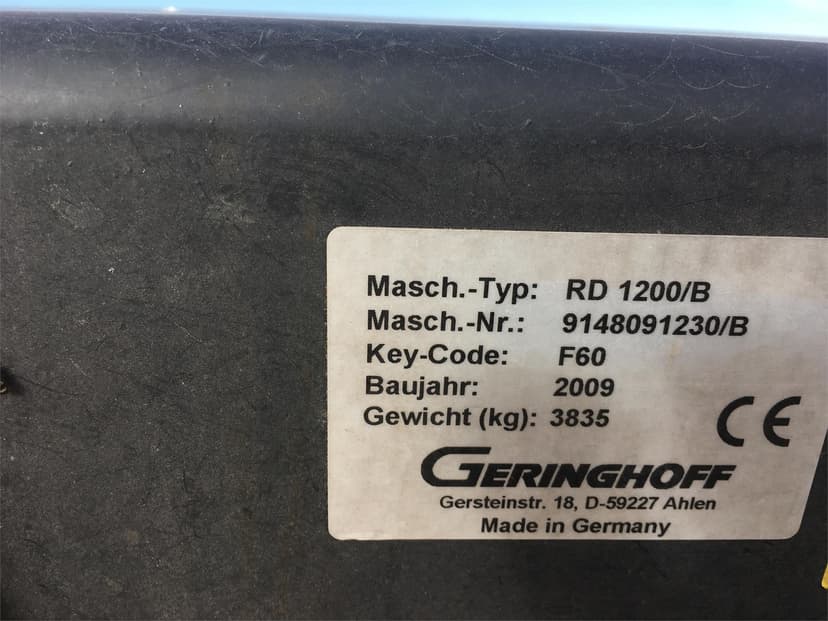 Masch.-Typ: RD 1200/B
Masch.-Nr.: 9148091230/B
Key-Code: F60
Baujahr: 2009
Gewicht (kg): 3835
CE
GERINGHOFF
Gersteinstr. 18, D-59227 Ahlen
Made in Germany